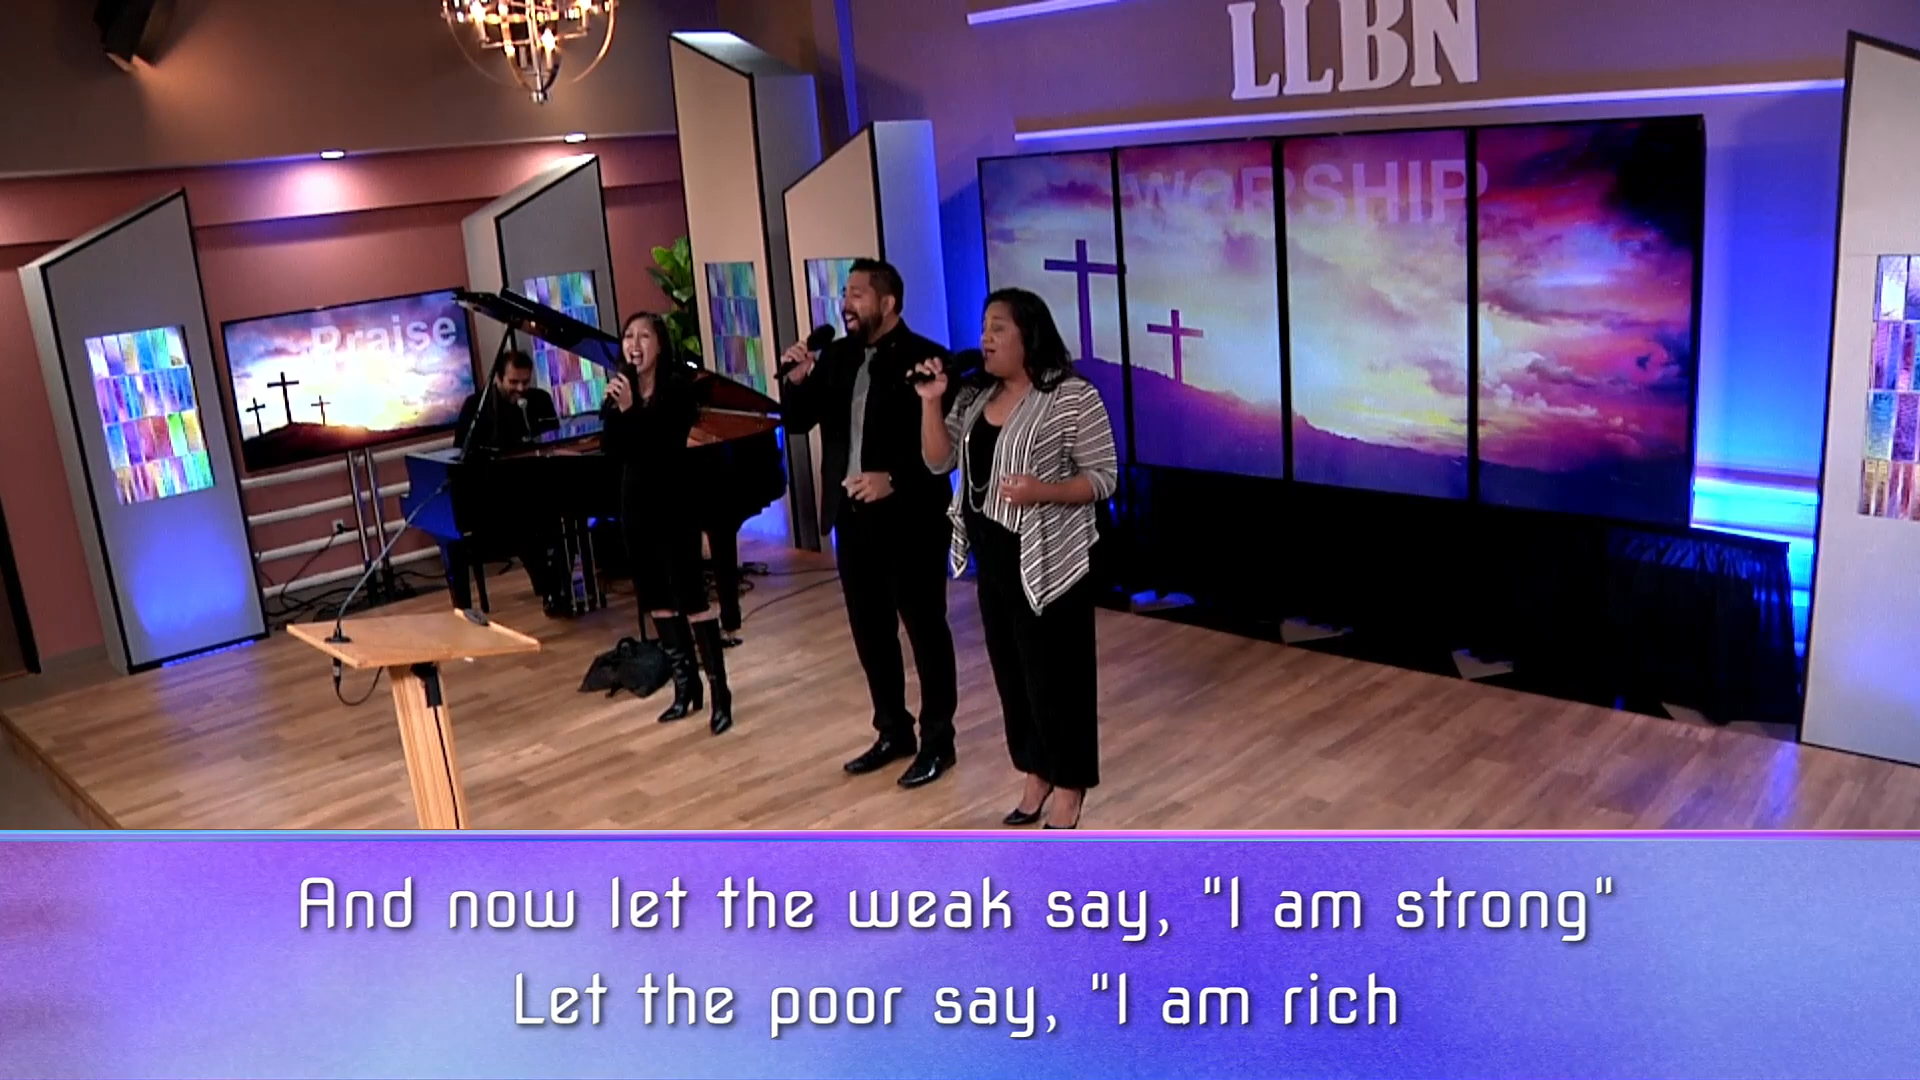 LLBN
WORSHIP
Praise
And now let the weak say, "I am strong"
Let the poor say, "I am rich